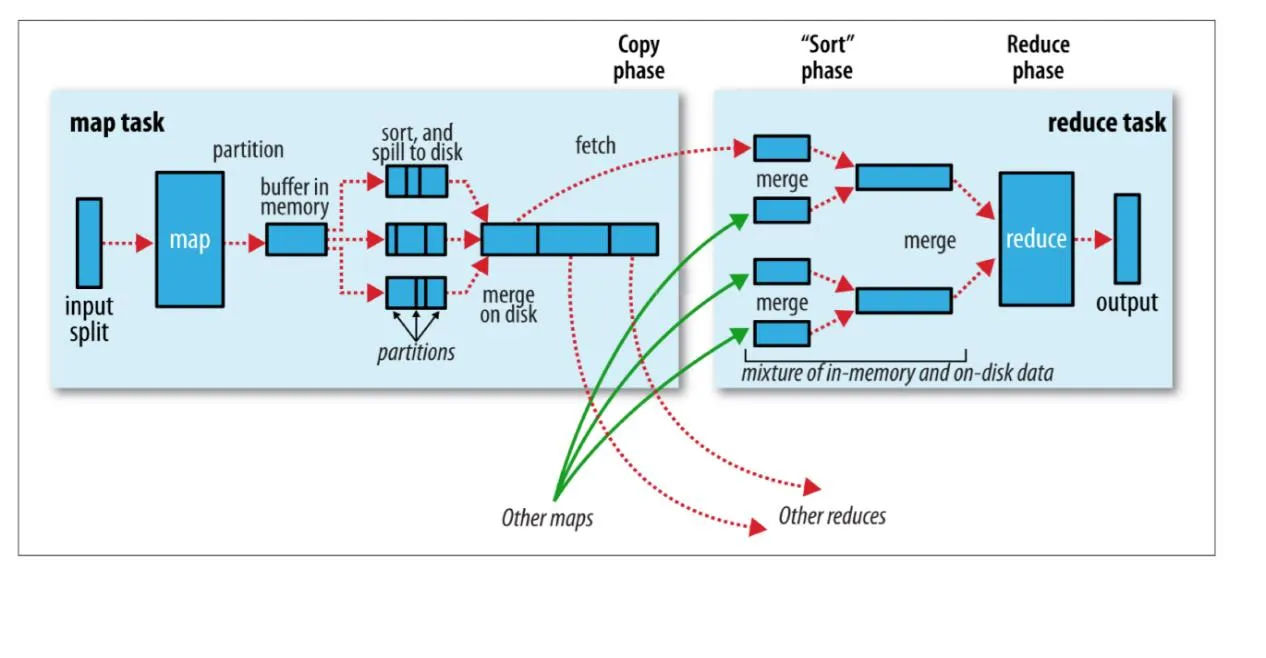 Copy
phase
“Sort”
phase
Reduce
phase
map task
reduce task
partition
sort, and
spill to disk
fetch
buffer in
memory
map
merge
merge
reduce
input
split
merge
on disk
merge
output
partitions
mixture of in-memory and on-disk data
Other maps
Other reduces